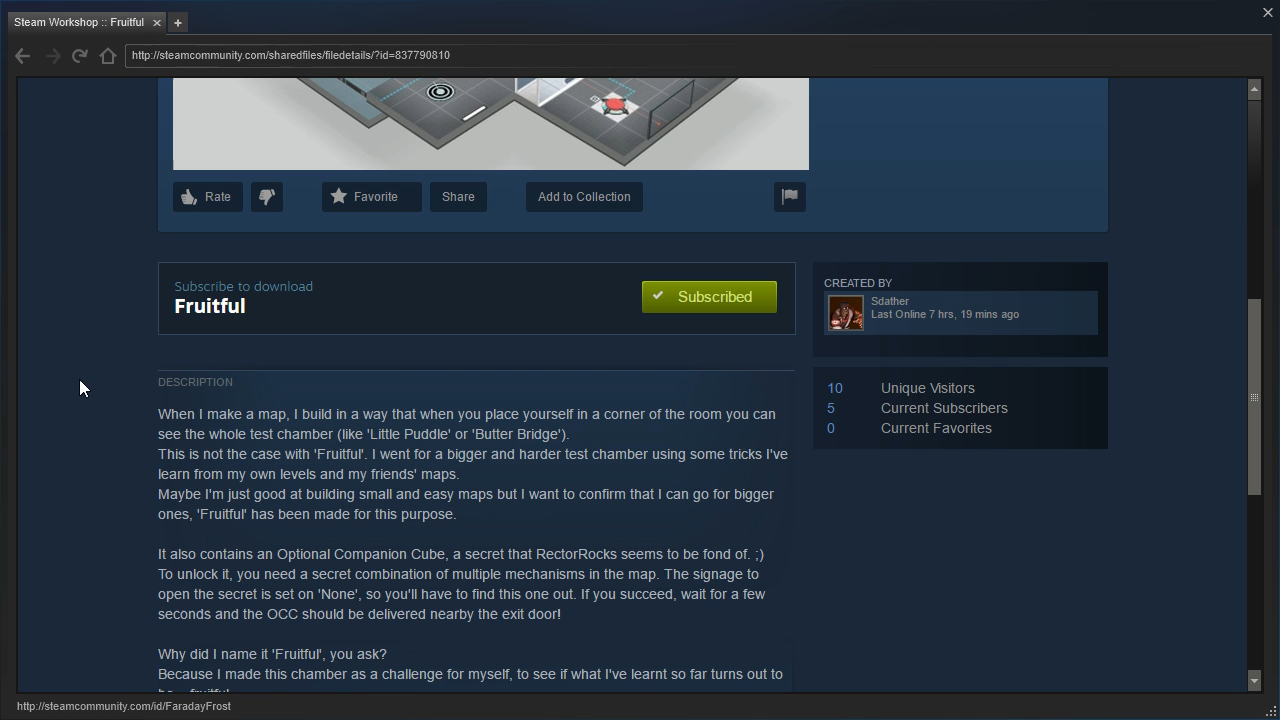 Steam Workshop :: Fruitful
http://steamcommunity.com/sharedfiles/filedetails/?id=837790810
Rate
Favorite
Share
Add to Collection
Subscribe to download
Fruitful
Subscribed
CREATED BY
Sdather
Last Online 7 hrs, 19 mins ago
10 Unique Visitors
5 Current Subscribers
0 Current Favorites
DESCRIPTION
When I make a map, I build in a way that when you place yourself in a corner of the room you can
see the whole test chamber (like 'Little Puddle' or 'Butter Bridge').
This is not the case with 'Fruitful'. I went for a bigger and harder test chamber using some tricks I've
learn from my own levels and my friends' maps.
Maybe I'm just good at building small and easy maps but I want to confirm that I can go for bigger
ones, 'Fruitful' has been made for this purpose.
It also contains an Optional Companion Cube, a secret that RectorRocks seems to be fond of. ;)
To unlock it, you need a secret combination of multiple mechanisms in the map. The signage to
open the secret is set on 'None', so you'll have to find this one out. If you succeed, wait for a few
seconds and the OCC should be delivered nearby the exit door!
Why did I name it 'Fruitful', you ask?
Because I made this chamber as a challenge for myself, to see if what I've learnt so far turns out to
http://steamcommunity.com/id/FaradayFrost